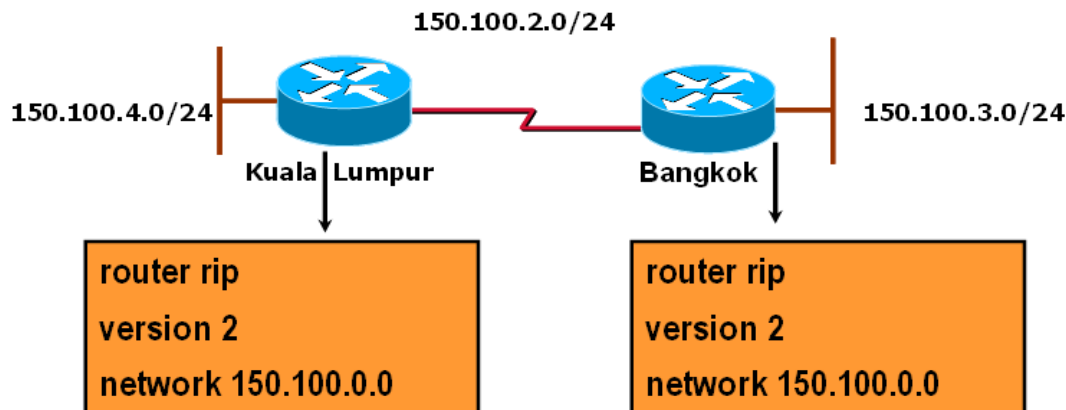 150.100.2.0/24
150.100.4.0/24
150.100.3.0/24
Kuala Lumpur
Bangkok
router rip
version 2
network 150.100.0.0
router rip
version 2
network 150.100.0.0